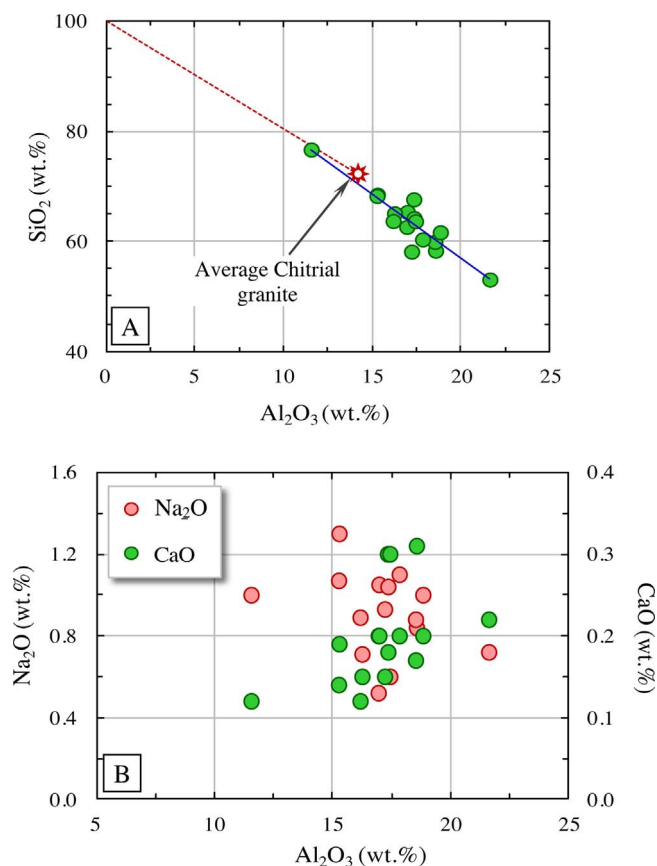 100
80
60
40
SiO₂ (wt.%)
Average Chitrial
granite
A
0
5
10
15
20
25
Al₂O₃ (wt.%)
1.6
1.2
0.8
0.4
0.0
Na₂O (wt.%)
Na₂O
CaO
0.4
0.3
0.2
0.1
0.0
CaO (wt.%)
B
5
10
15
20
25
Al₂O₃ (wt.%)